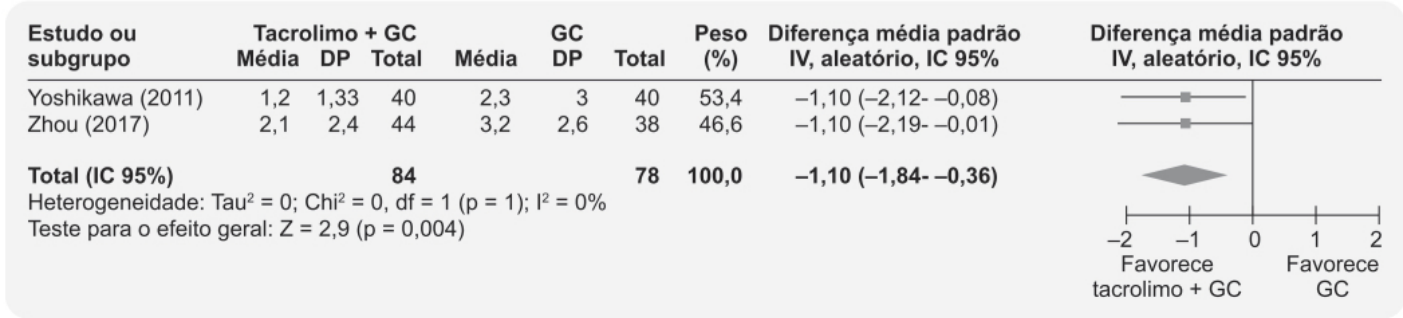 Estudo ou Tacrolimo + GC GC Peso Diferença média padrão Diferença média padrão
subgrupo Média DP Total Média DP Total (%) IV, aleatório, IC 95% IV, aleatório, IC 95%
Yoshikawa (2011) 1,2 1,33 40 2,3 3 40 53,4 –1,10 (–2,12- –0,08)
Zhou (2017) 2,1 2,4 44 3,2 2,6 38 46,6 –1,10 (–2,19- –0,01)
Total (IC 95%) 84 78 100,0 –1,10 (–1,84- –0,36)
Heterogeneidade: Tau² = 0; Chi² = 0, df = 1 (p = 1); I² = 0%
Teste para o efeito geral: Z = 2,9 (p = 0,004)
–2 –1 0 1 2
Favorece Favorece
tacrolimo + GC GC